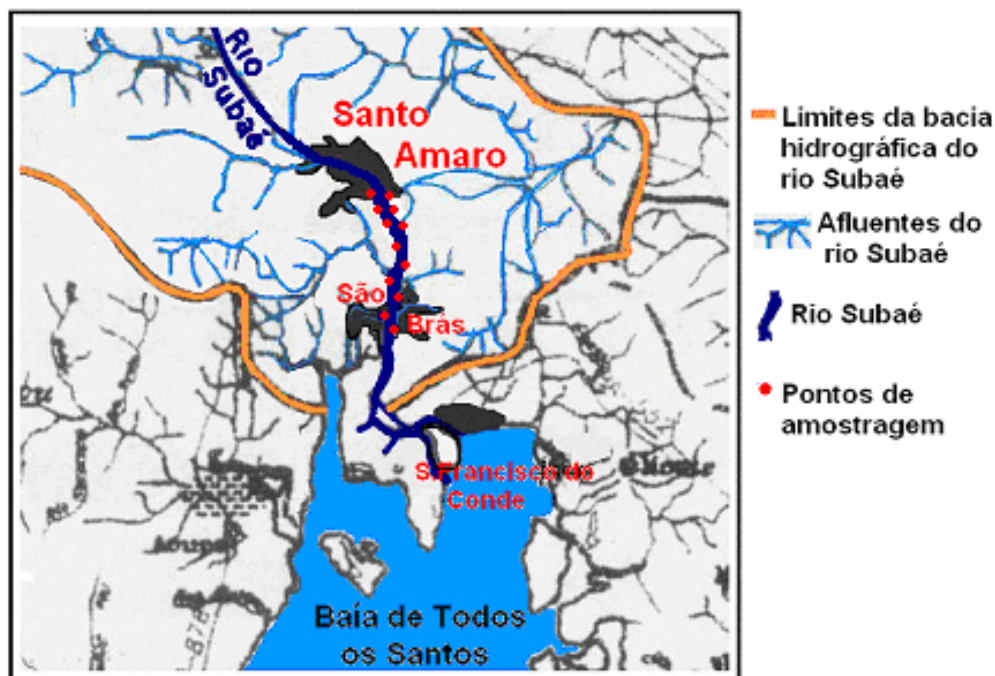 Rio
Subaé
Santo
Amaro
São
Brás
S.Francisco do
Conde
Baía de Todos
os Santos
Limites da bacia
hidrográfica do
rio Subaé
Afluentes do
rio Subaé
Rio Subaé
Pontos de
amostragem